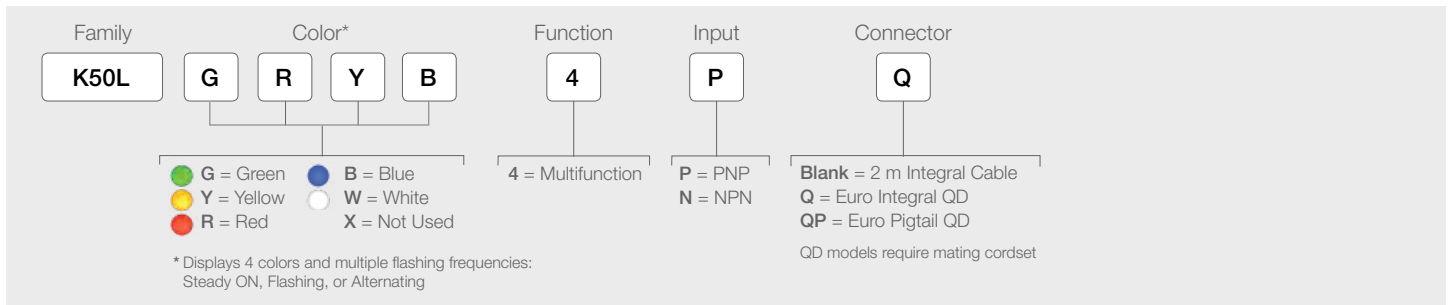 Family Color* Function Input Connector
K50L G R Y B 4 P Q
G = Green B = Blue 4 = Multifunction P = PNP Blank = 2 m Integral Cable
Y = Yellow W = White N = NPN Q = Euro Integral QD
R = Red X = Not Used QP = Euro Pigtail QD
QD models require mating cordset
* Displays 4 colors and multiple flashing frequencies:
Steady ON, Flashing, or Alternating